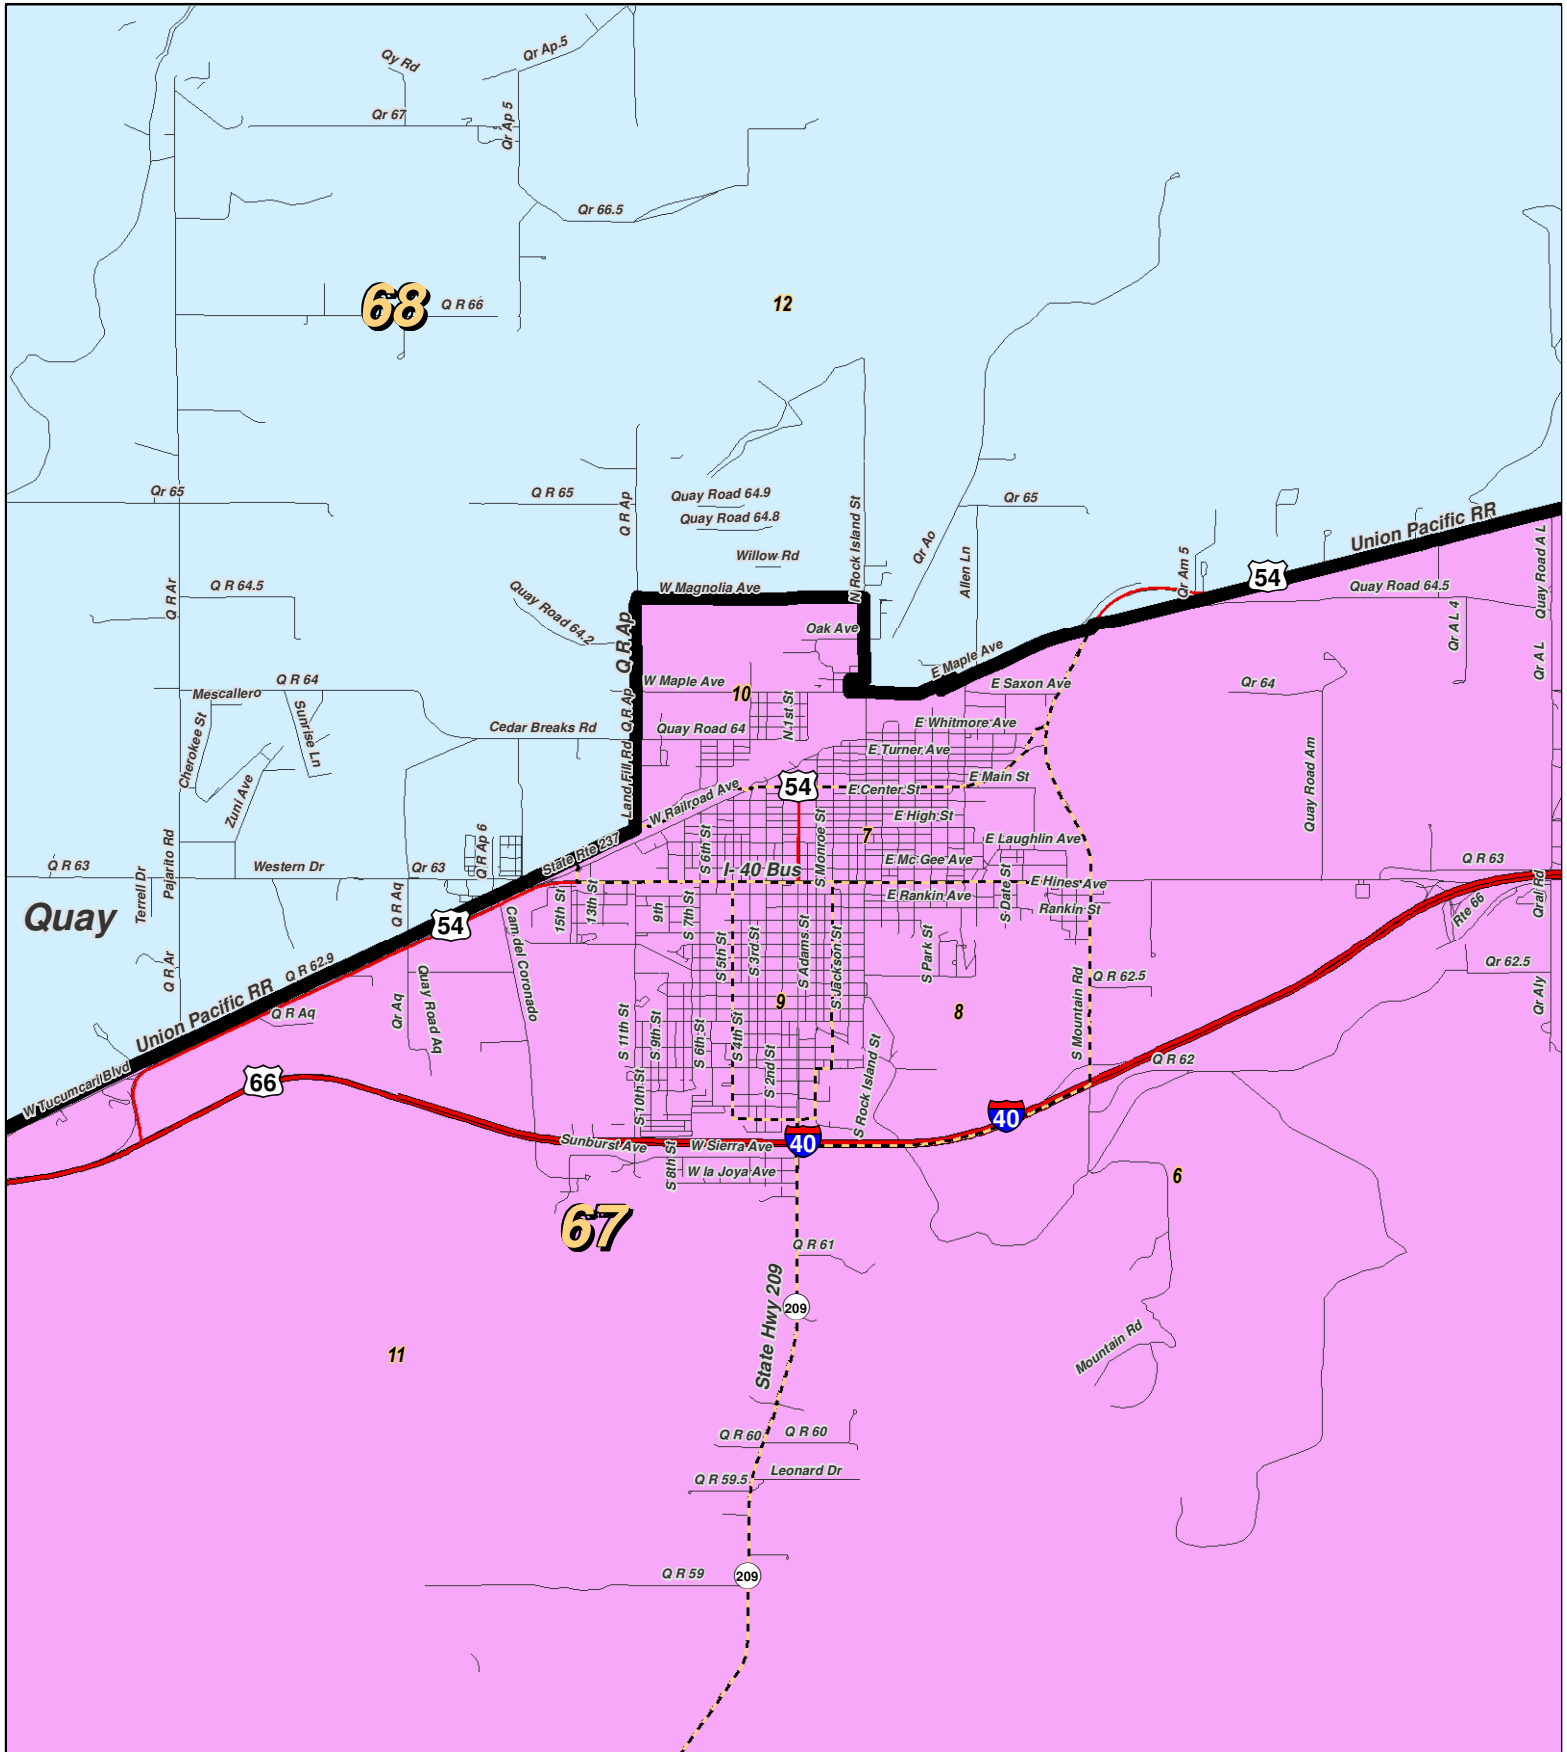 Qr Ap 5
Qy Rd
Qr 67
Qr Ap 5
Qr 66.5
68
Q R 66
12
Qr 65
Q R 65
Q R Ap
Quay Road 64.9
Quay Road 64.8
Willow Rd
N Rock Island St
Qr Ao
Qr 65
Allen Ln
Qr Am 5
54
Union Pacific RR
Quay Road A L
Quay Road 64.5
Q R Ar
Q R 64.5
Quay Road 64.2
W Magnolia Ave
Q R Ap
Oak Ave
E Maple Ave
Qr A L 4
Qr A L
Q R 64
Mescallero
Cherokee St
Sunrise Ln
Zuni Ave
Cedar Breaks Rd
Q R Ap
Land Fill Rd
W Maple Ave
10
N 1st St
Quay Road 64
E Saxon Ave
E Whitmore Ave
E Turner Ave
Qr 64
Quay Road Am
E Main St
54
E Center St
W Railroad Ave
E High St
S Monroe St
7
E Laughlin Ave
E Mc Gee Ave
S 6th St
State Rte 237
Q R Ap 6
Q R 63
Terrell Dr
Pajarito Rd
Western Dr
Qr 63
I- 40 Bus
E Hines Ave
Q R 63
Quay
Q R Aq
54
15th St
13th St
9th
S 7th St
E Rankin Ave
S Date St
Rankin St
Rte 66
Qral Rd
Q R Ar
Q R 62.9
Union Pacific RR
Cam del Coronado
S 5th St
S 3rd St
S Adams St
S Jackson St
S Park St
Q R 62.5
Qr 62.5
Qr Aly
Q R Aq
Qr Aq
Quay Road Aq
9
8
S Mountain Rd
S 11th St
S 9th St
S 6th St
S 4th St
S 2nd St
S Rock Island St
Q R 62
W Tucumcari Blvd
66
S 10th St
40
40
Sunburst Ave
W Sierra Ave
S 8th St
W la Joya Ave
6
67
Q R 61
State Hwy 209
209
Mountain Rd
11
Q R 60
Q R 60
Leonard Dr
Q R 59.5
Q R 59
209